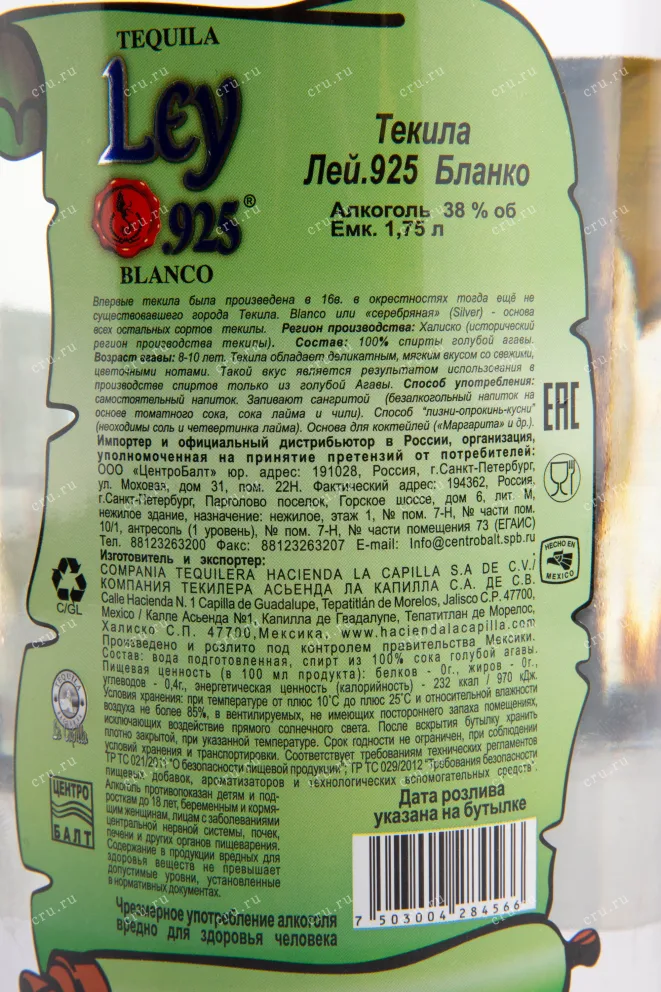 TEQUILA
Ley
.925®
BLANCO
Текила
Лей.925 Бланко
Алкоголь 38 % об
Емк. 1,75 л
Впервые текила была произведена в 16в. в окрестностях тогда ещё не
существовавшего города Текила. Blanco или «серебряная» (Silver) - основа
всех остальных сортов текилы. Регион производства: Халиско (исторический
регион производства текилы). Состав: 100% спирты голубой агавы.
Возраст агавы: 8-10 лет. Текила обладает деликатным, мягким вкусом со свежими,
цветочными нотами. Такой вкус является результатом использования в
производстве спиртов только из голубой Агавы. Способ употребления:
самостоятельный напиток. Запивают сангритой (безалкогольный напиток на
основе томатного сока, сока лайма и чили). Способ "лизни-опрокинь-кусни"
(необходимы соль и четвертинка лайма). Основа для коктейлей («Маргарита» и др.).
Импортер и официальный дистрибьютор в России, организация,
уполномоченная на принятие претензий от потребителей:
ООО «ЦентроБалт» юр. адрес: 191028, Россия, г.Санкт-Петербург,
ул. Моховая, дом 31, пом. 22Н. Фактический адрес: 194362, Россия,
г.Санкт-Петербург, Парголово поселок, Горское шоссе, дом 6, лит. М,
нежилое здание, назначение: нежилое, этаж 1, № пом. 7-Н, № части пом.
10/1, антресоль (1 уровень), № пом. 7-Н, № части помещения 73 (ЕГАИС)
Тел. 88123263200 Факс: 88123263207 E-mail: Info@centrobalt.spb.ru
Изготовитель и экспортер:
COMPANIA TEQUILERA HACIENDA LA CAPILLA S.A DE C.V./
КОМПАНИЯ ТЕКИЛЕРА АСЬЕНДА ЛА КАПИЛЛА С.А. ДЕ С.В.
Calle Hacienda N. 1 Capilla de Guadalupe, Tepatitlán de Morelos, Jalisco C.P. 47700,
Mexico / Калле Асьенда №1, Капилла де Гвадалупе, Тепатитлан де Морелос,
Халиско С.П. 47700,Мексика. www.haciendalacapilla.com
Произведено и розлито под контролем правительства Мексики.
Состав: вода подготовленная, спирт из 100% сока голубой агавы.
Пищевая ценность (в 100 мл продукта): белков - 0г., жиров - 0г.,
углеводов - 0,4г., энергетическая ценность (калорийность) - 232 ккал / 970 кДж.
Условия хранения: при температуре от плюс 10°С до плюс 25°С и относительной влажности
воздуха не более 85%, в вентилируемых, не имеющих постороннего запаха помещениях,
исключающих воздействие прямого солнечного света. После вскрытия бутылку хранить
плотно закрытой, при указанной температуре. Срок годности не ограничен, при соблюдении
условий хранения и транспортировки. Соответствует требованиям технических регламентов
ТР ТС 021/2011 "О безопасности пищевой продукции"; ТР ТС 029/2012 "Требования безопасности
пищевых добавок, ароматизаторов и технологических вспомогательных средств".
Алкоголь противопоказан детям и под-
росткам до 18 лет, беременным и кормя-
щим женщинам, лицам с заболеваниями
центральной нервной системы, почек,
печени и других органов пищеварения.
Содержание в продукции вредных для
здоровья веществ не превышает
допустимые уровни, установленные
в нормативных документах.
Чрезмерное употребление алкоголя
вредно для здоровья человека
Дата розлива
указана на бутылке
7 503004 284566
EAC
HECHO EN
MEXICO
C/GL
ЦЕНТРО
БАЛТ
cru.ru